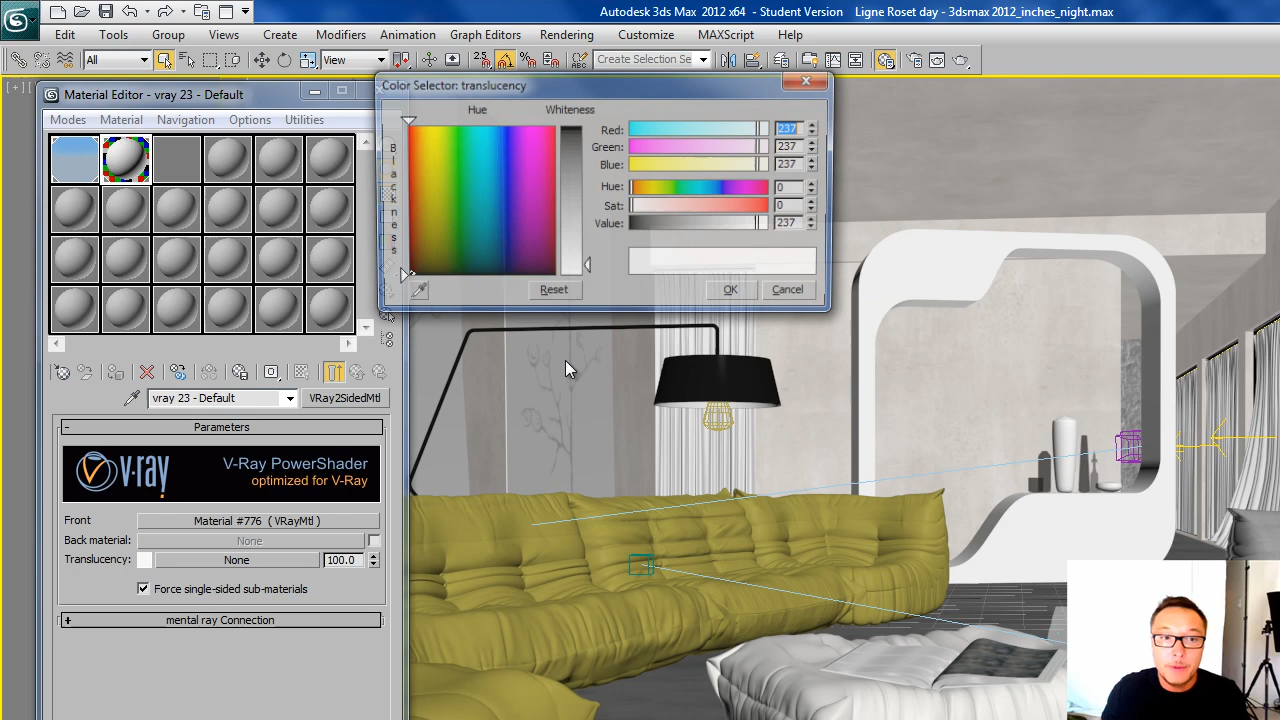 Autodesk 3ds Max 2012 x64 - Student Version Ligne Roset day - 3dsmax 2012_inches_night.max
Edit Tools Group Views Create Modifiers Animation Graph Editors Rendering Customize MAXScript Help
All View Create Selection Se
[+]
Material Editor - vray 23 - Default
Modes Material Navigation Options Utilities
Color Selector: translucency
Hue Whiteness
Blackness
Red: 237
Green: 237
Blue: 237
Hue: 0
Sat: 0
Value: 237
Reset OK Cancel
vray 23 - Default VRay2SidedMtl
- Parameters
v-ray
V-Ray PowerShader
optimized for V-Ray
Front Material #776 ( VRayMtl )
Back material: None
Translucency: None 100.0
Force single-sided sub-materials
+ mental ray Connection